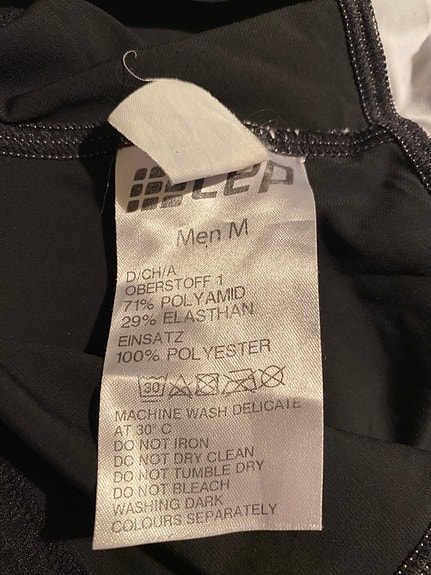 cep
Men M
D/CH/A
OBERSTOFF 1
71% POLYAMID
29% ELASTHAN
EINSATZ
100% POLYESTER
30
MACHINE WASH DELICATE
AT 30° C
DO NOT IRON
DO NOT DRY CLEAN
DO NOT TUMBLE DRY
DO NOT BLEACH
WASHING DARK
COLOURS SEPARATELY